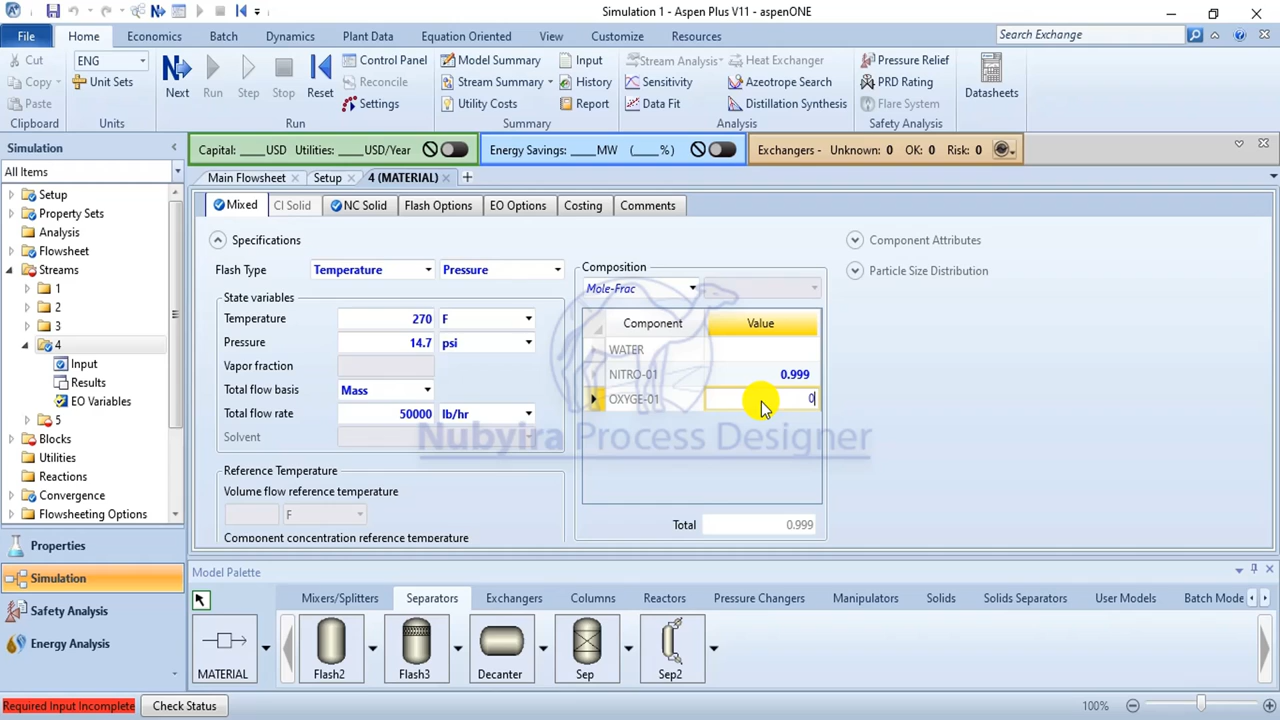 Simulation 1 - Aspen Plus V11 - aspenONE
File Home Economics Batch Dynamics Plant Data Equation Oriented View Customize Resources Search Exchange
Cut ENG Control Panel Model Summary Input Stream Analysis Heat Exchanger Pressure Relief
Copy Unit Sets Reconcile Stream Summary History Sensitivity Azeotrope Search PRD Rating
Paste Next Run Step Stop Reset Settings Utility Costs Report Data Fit Distillation Synthesis Flare System Datasheets
Clipboard Units Run Summary Analysis Safety Analysis
Simulation Capital: ____USD Utilities: ____USD/Year Energy Savings: ____MW (____%) Exchangers - Unknown: 0 OK: 0 Risk: 0
All Items Main Flowsheet Setup 4 (MATERIAL)
Setup
Property Sets
Analysis
Flowsheet
Streams
1
2
3
4
Input
Results
EO Variables
5
Blocks
Utilities
Reactions
Convergence
Flowsheeting Options
Properties
Simulation
Safety Analysis
Energy Analysis
Mixed CI Solid NC Solid Flash Options EO Options Costing Comments
Specifications
Flash Type Temperature Pressure
State variables
Temperature 270 F
Pressure 14.7 psi
Vapor fraction
Total flow basis Mass
Total flow rate 50000 lb/hr
Solvent
Reference Temperature
Volume flow reference temperature
F
Component concentration reference temperature
Composition
Mole-Frac
Component Value
WATER
NITRO-01 0.999
OXYGE-01 0
Total 0.999
Component Attributes
Particle Size Distribution
Nubyira Process Designer
Model Palette
Mixers/Splitters Separators Exchangers Columns Reactors Pressure Changers Manipulators Solids Solids Separators User Models Batch Mode
MATERIAL Flash2 Flash3 Decanter Sep Sep2
Required Input Incomplete Check Status 100%